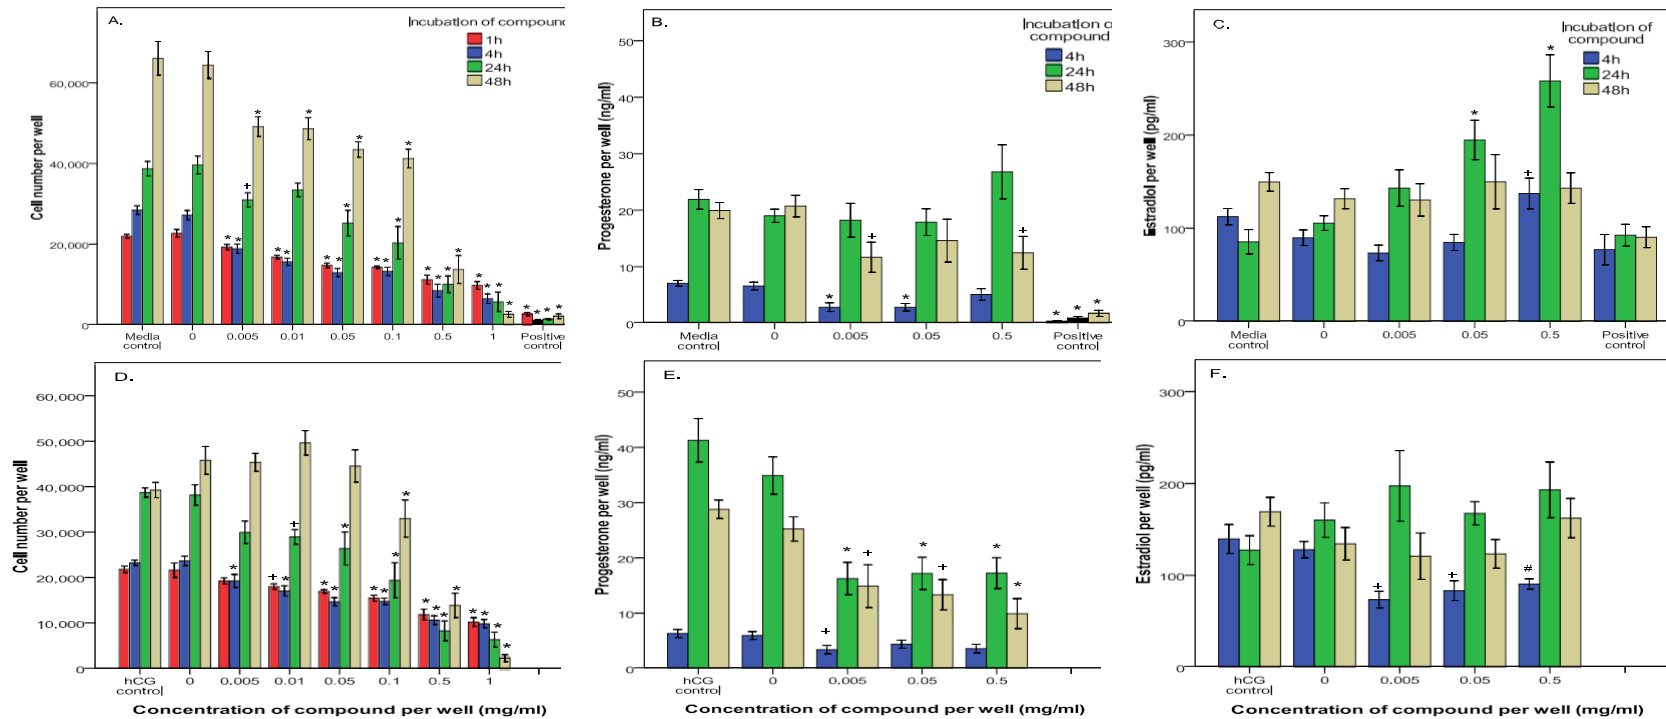 A.
Incubation of compound
1h
4h
24h
48h
Cell number per well
60,000
40,000
20,000
0
Media control
0
0.005
0.01
0.05
0.1
0.5
1
Positive control
B.
Incubation o
compound
4h
24h
48h
Progesterone per well (ng/ml)
50
40
30
20
10
0
Media control
0
0.005
0.05
0.5
Positive control
C.
Incubation of
compound
4h
24h
48h
Estradiol per well (pg/ml)
300
200
100
0
Media control
0
0.005
0.05
0.5
Positive control
D.
Cell number per well
60,000
50,000
40,000
30,000
20,000
10,000
0
hCG control
0
0.005
0.01
0.05
0.1
0.5
1
Concentration of compound per well (mg/ml)
E.
Progesterone per well (ng/ml)
50
40
30
20
10
0
hCG control
0
0.005
0.05
0.5
Concentration of compound per well (mg/ml)
F.
Estradiol per well (pg/ml)
300
200
100
0
hCG control
0
0.005
0.05
0.5
Concentration of compound per well (mg/ml)